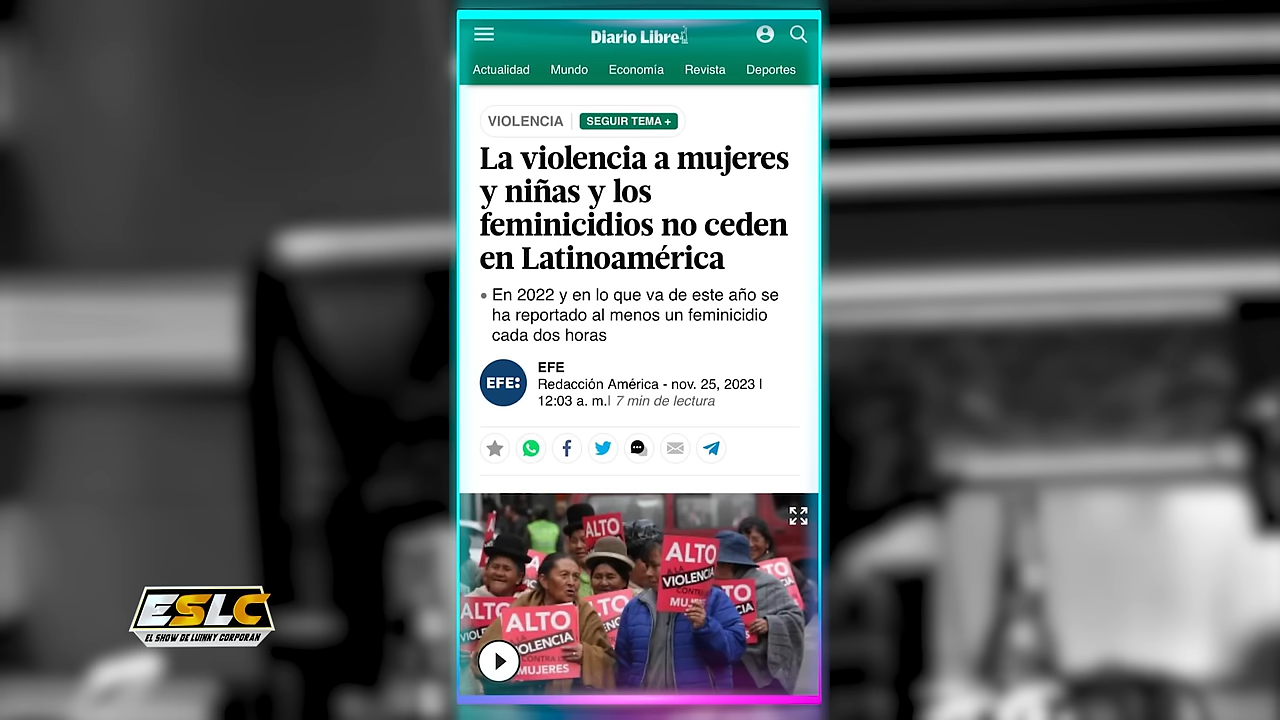 Diario Libre
Actualidad Mundo Economía Revista Deportes
VIOLENCIA SEGUIR TEMA +
La violencia a mujeres
y niñas y los
feminicidios no ceden
en Latinoamérica
• En 2022 y en lo que va de este año se
ha reportado al menos un feminicidio
cada dos horas
EFE:
EFE
Redacción América - nov. 25, 2023 |
12:03 a. m.| 7 min de lectura
ALTO
ALTO
VIOLENCIA
ALTO
ALTO
ALTO
ALTO
VIOLENCIA
CONTRA
MUJERES
ESLC
EL SHOW DE LUINNY CORPORAN